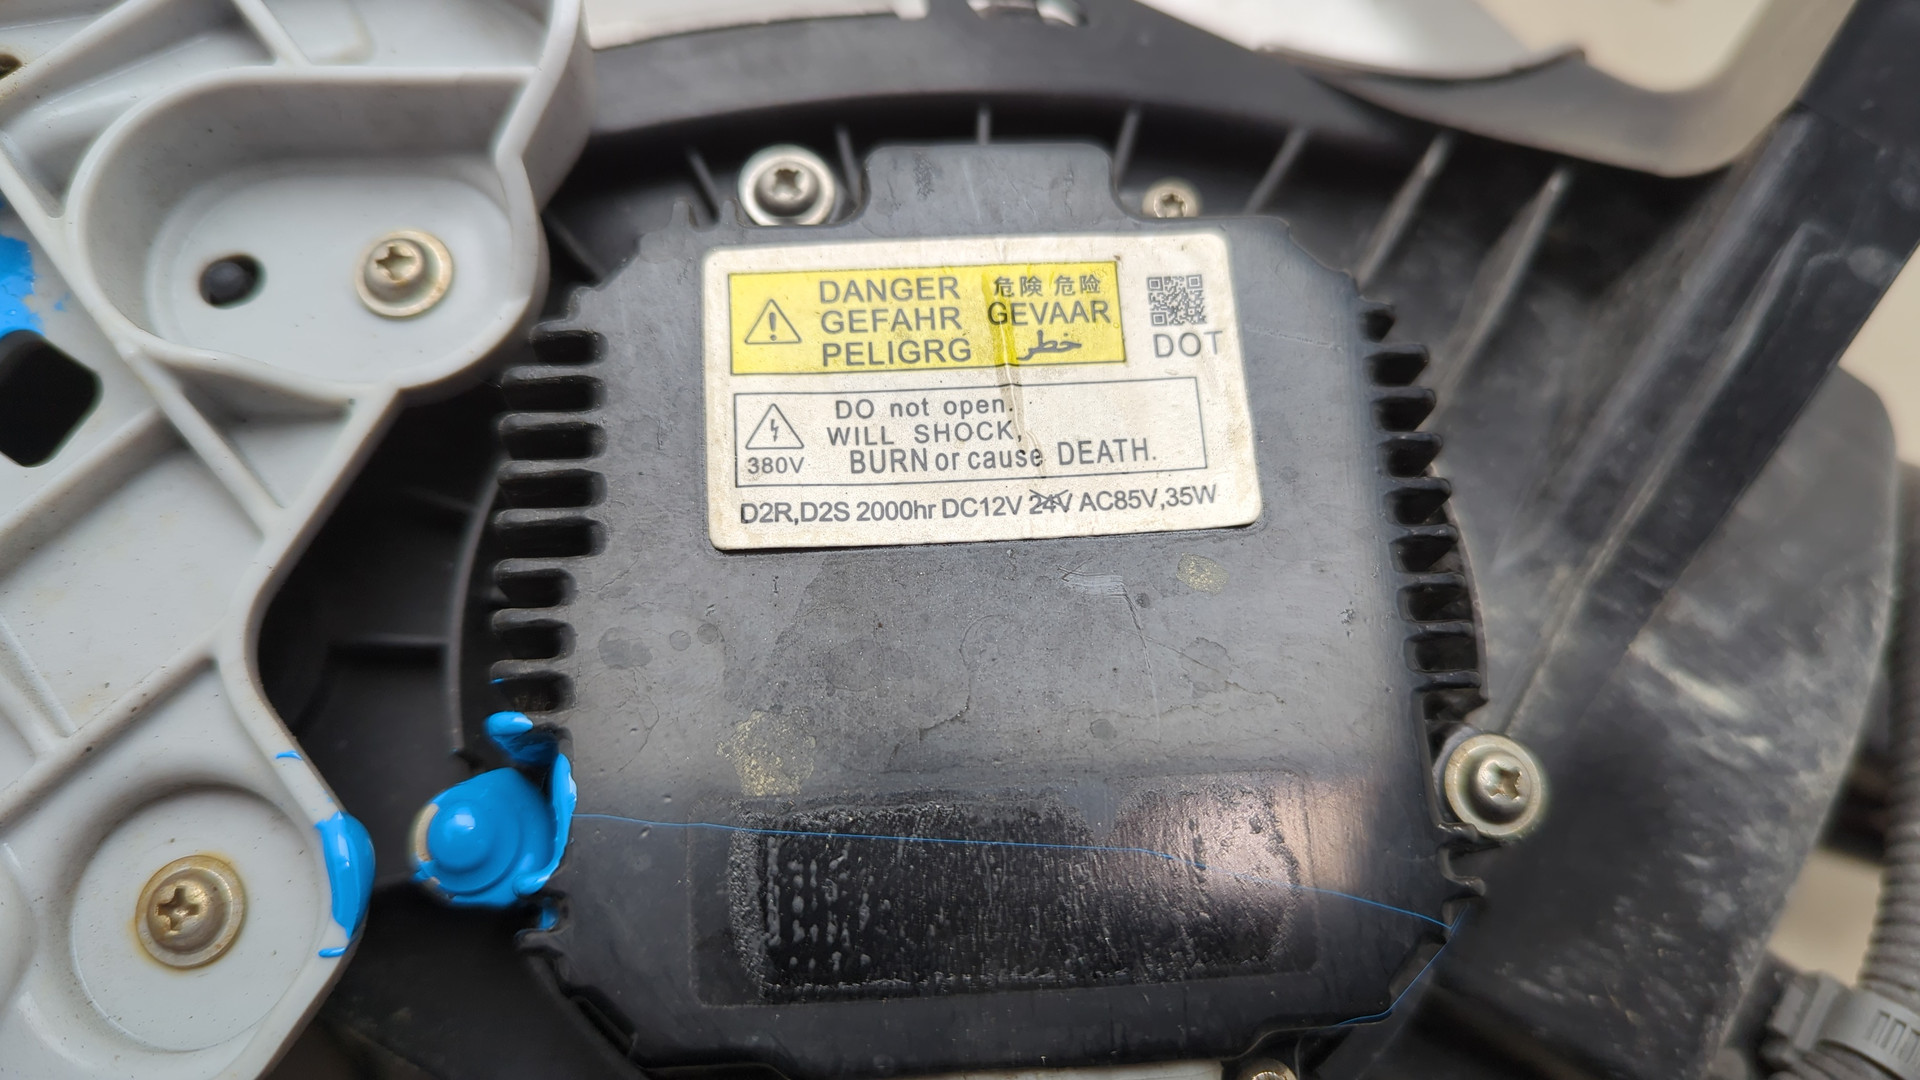 DANGER 危険 危险
GEFAHR GEVAAR
PELIGRG خطر
DOT
DO not open.
WILL SHOCK,
380V BURN or cause DEATH.
D2R,D2S 2000hr DC12V 24V AC85V,35W